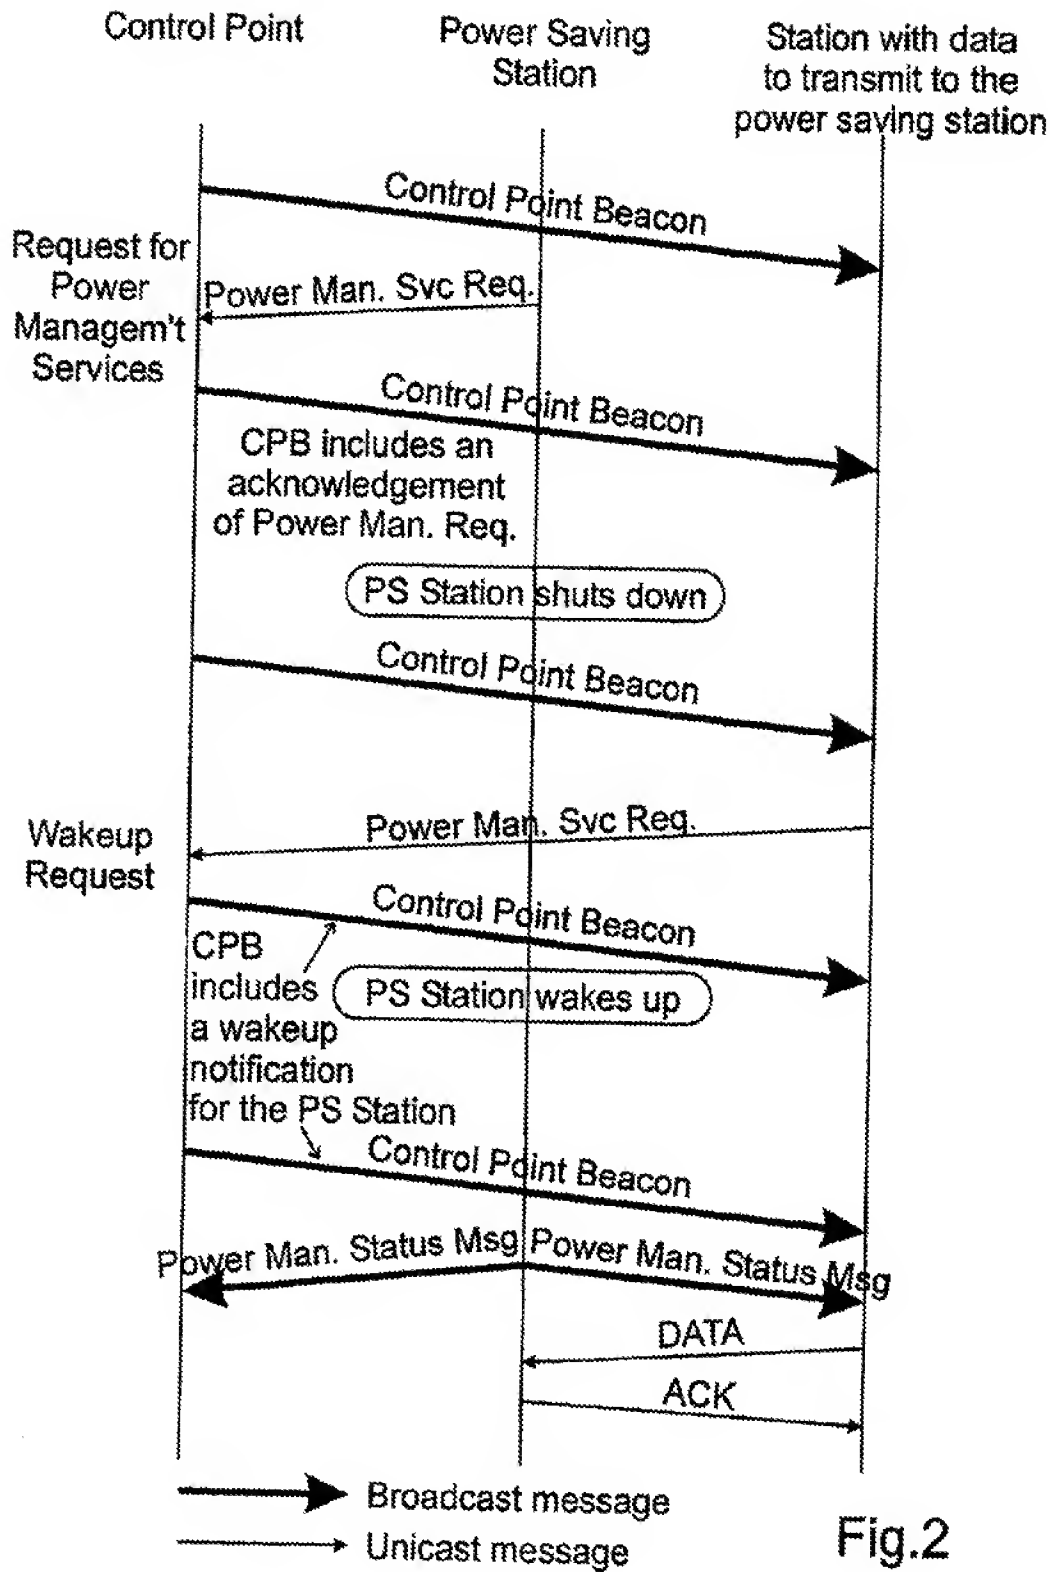 Control Point
Power Saving
Station
Station with data
to transmit to the
power saving station
Control Point Beacon
Request for
Power
Managem't
Services
Power Man. Svc Req.
Control Point Beacon
CPB includes an
acknowledgement
of Power Man. Req.
PS Station shuts down
Control Point Beacon
Wakeup
Request
Power Man. Svc Req.
Control Point Beacon
CPB
includes
a wakeup
notification
for the PS Station
PS Station wakes up
Control Point Beacon
Power Man. Status Msg
Power Man. Status Msg
DATA
ACK
Broadcast message
Unicast message
Fig.2